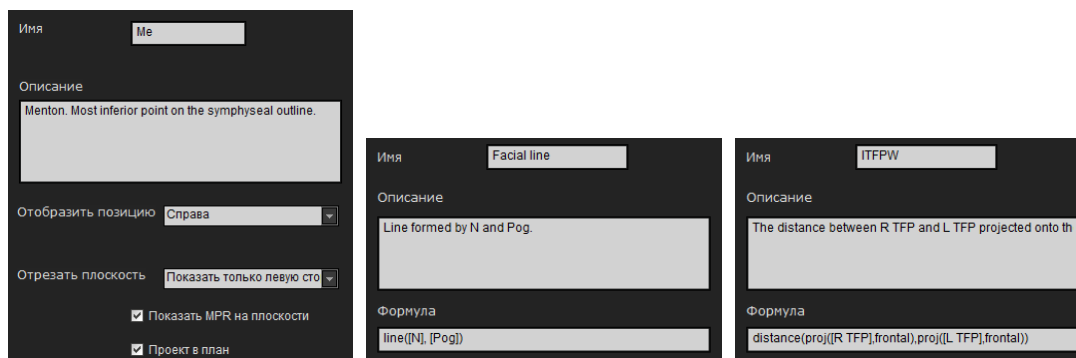 Имя
Me
Описание
Menton. Most inferior point on the symphyseal outline.
Отобразить позицию
Справа
Отрезать плоскость
Показать только левую сто
Показать MPR на плоскости
Проект в план
Имя
Facial line
Описание
Line formed by N and Pog.
Формула
line([N], [Pog])
Имя
ITFPW
Описание
The distance between R TFP and L TFP projected onto th
Формула
distance(proj([R TFP],frontal),proj([L TFP],frontal))